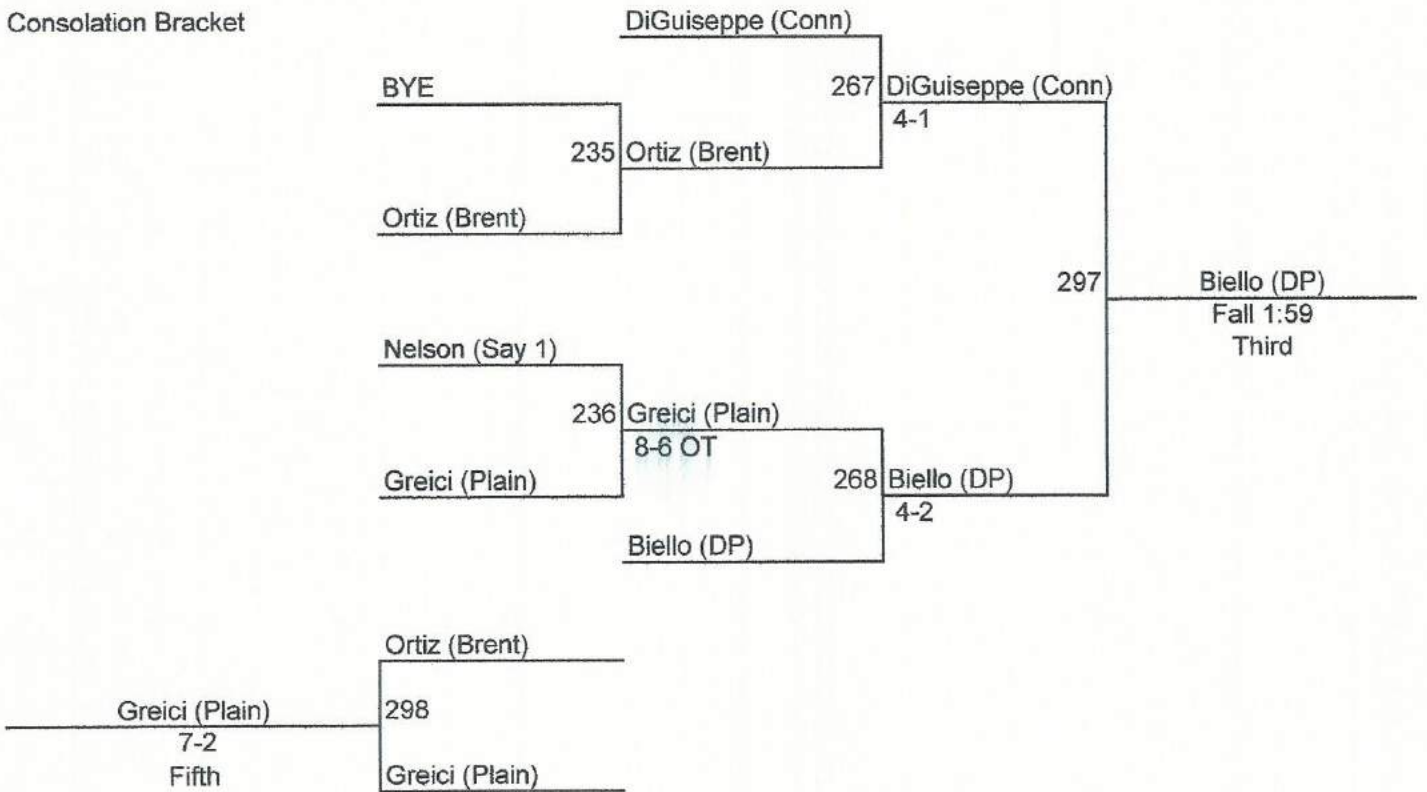 Consolation Bracket
DiGuiseppe (Conn)
BYE
267 DiGuiseppe (Conn)
4-1
235 Ortiz (Brent)
Ortiz (Brent)
297 Biello (DP)
Fall 1:59
Third
Nelson (Say 1)
236 Greici (Plain)
8-6 OT
Greici (Plain)
268 Biello (DP)
4-2
Biello (DP)
Ortiz (Brent)
Greici (Plain) 298
7-2
Fifth
Greici (Plain)